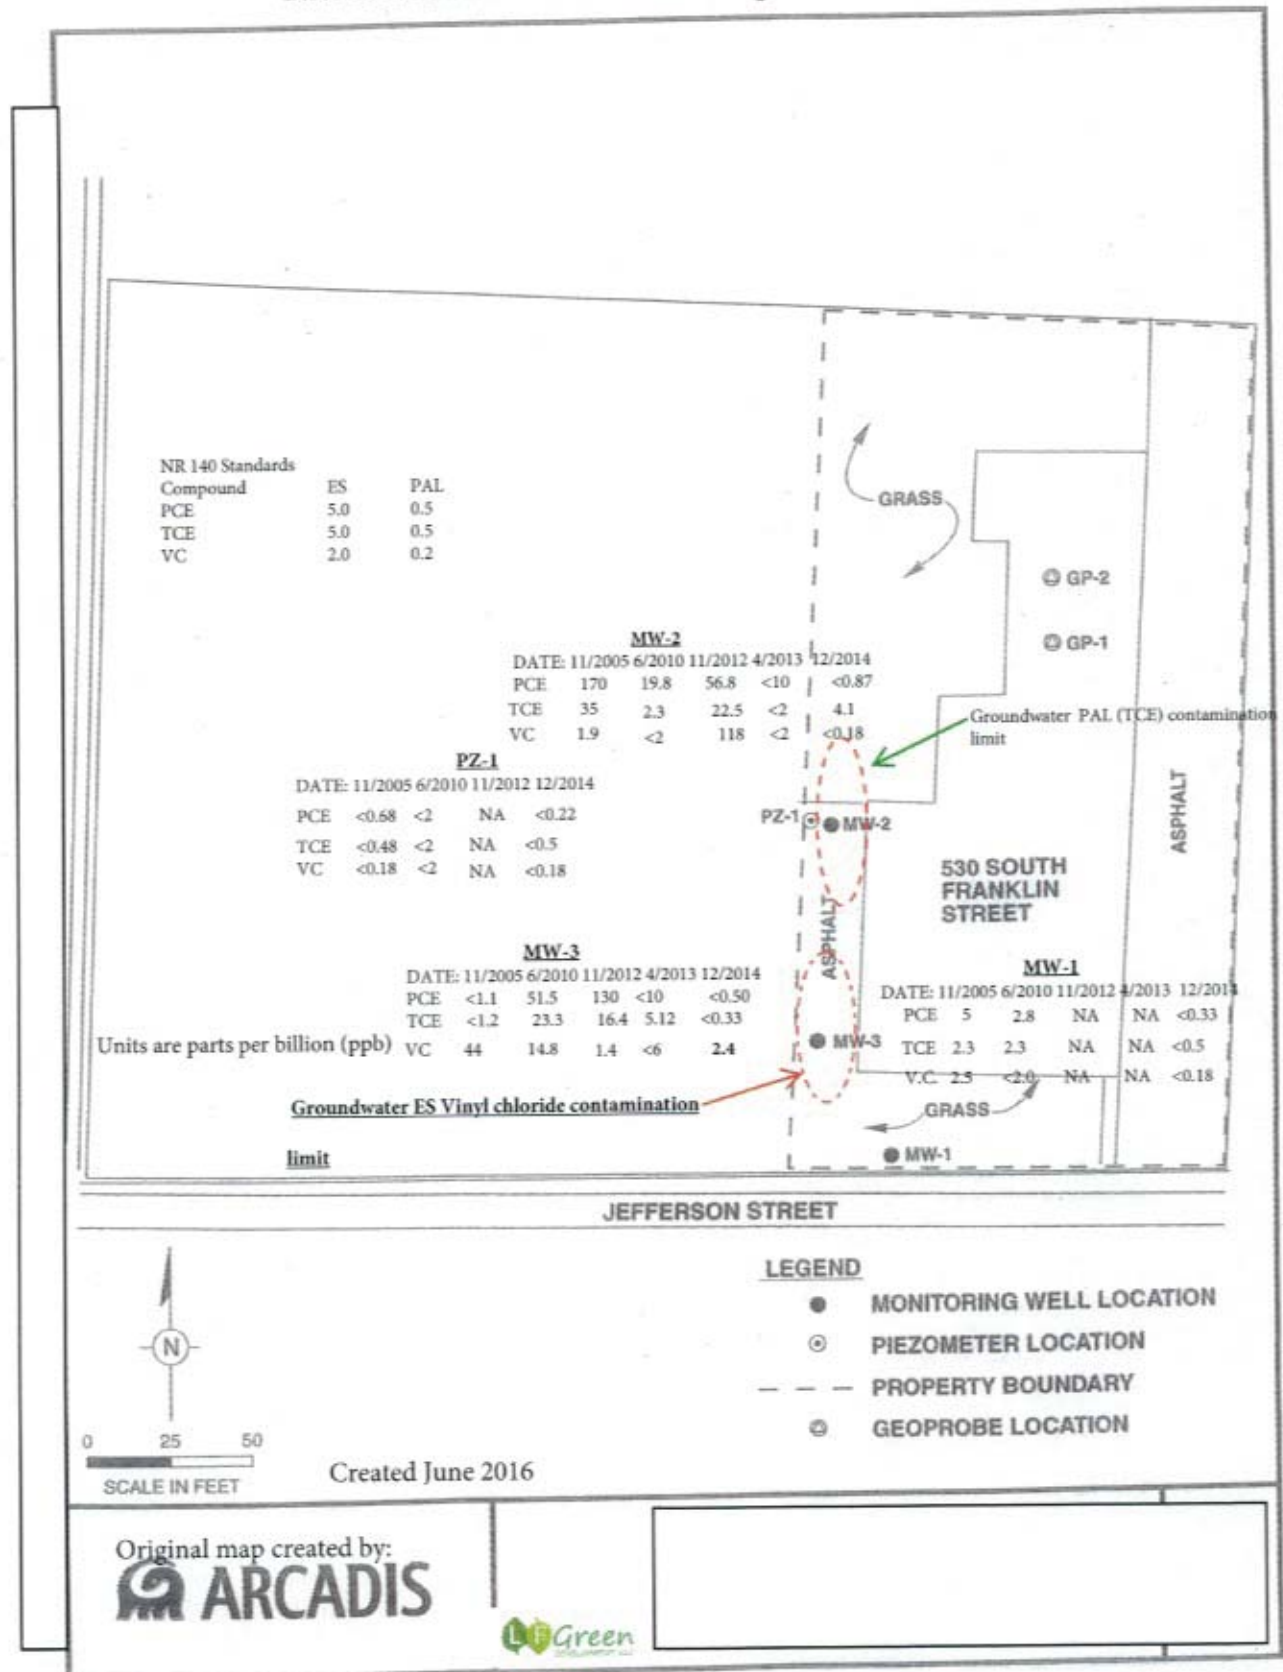 NR 140 Standards
Compound ES PAL
PCE 5.0 0.5
TCE 5.0 0.5
VC 2.0 0.2
GRASS
GP-2
GP-1
MW-2
DATE: 11/2005 6/2010 11/2012 4/2013 12/2014
PCE 170 19.8 56.8 <10 <0.87
TCE 35 2.3 22.5 <2 4.1
VC 1.9 <2 118 <2 <0.18
Groundwater PAL (TCE) contamination
limit
PZ-1
DATE: 11/2005 6/2010 11/2012 12/2014
PCE <0.68 <2 NA <0.22
TCE <0.48 <2 NA <0.5
VC <0.18 <2 NA <0.18
PZ-1
MW-2
ASPHALT
530 SOUTH
FRANKLIN
STREET
ASPHALT
MW-3
DATE: 11/2005 6/2010 11/2012 4/2013 12/2014
PCE <1.1 51.5 130 <10 <0.50
TCE <1.2 23.3 16.4 5.12 <0.33
Units are parts per billion (ppb) VC 44 14.8 1.4 <6 2.4
MW-3
MW-1
DATE: 11/2005 6/2010 11/2012 4/2013 12/2014
PCE 5 2.8 NA NA <0.33
TCE 2.3 2.3 NA NA <0.5
V.C. 2.5 <2.0 NA NA <0.18
Groundwater ES Vinyl chloride contamination
limit
GRASS
MW-1
JEFFERSON STREET
N
0 25 50
SCALE IN FEET
Created June 2016
LEGEND
MONITORING WELL LOCATION
PIEZOMETER LOCATION
PROPERTY BOUNDARY
GEOPROBE LOCATION
Original map created by:
ARCADIS
LF Green